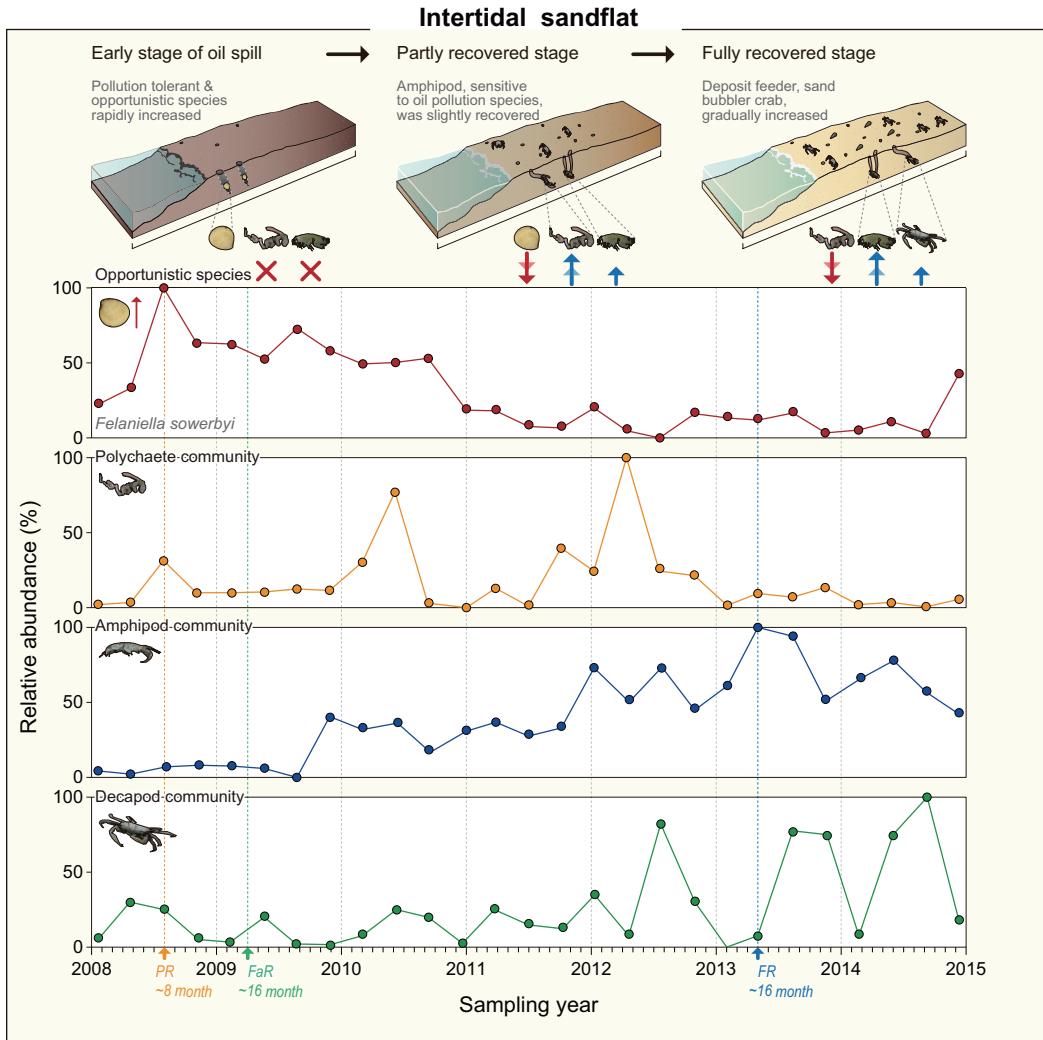 Intertidal sandflat
Early stage of oil spill
Partly recovered stage
Fully recovered stage
Pollution tolerant &
opportunistic species
rapidly increased
Amphipod, sensitive
to oil pollution species,
was slightly recovered
Deposit feeder, sand
bubbler crab,
gradually increased
Relative abundance (%)
Opportunistic species
100
50
0
Felaniella sowerbyi
Polychaete community
100
50
0
Amphipod community
100
50
0
Decapod community
100
50
0
2008 2009 2010 2011 2012 2013 2014 2015
PR
~8 month
FaR
~16 month
FR
~16 month
Sampling year